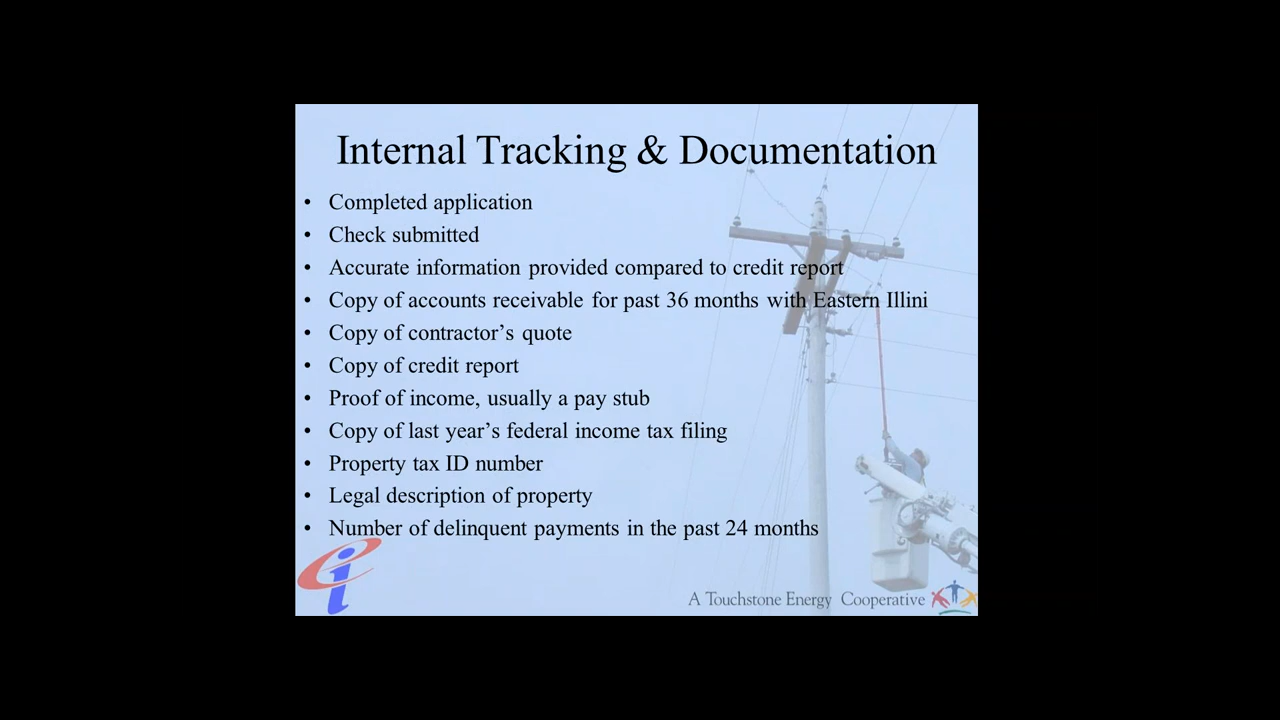 Internal Tracking & Documentation
• Completed application
• Check submitted
• Accurate information provided compared to credit report
• Copy of accounts receivable for past 36 months with Eastern Illini
• Copy of contractor’s quote
• Copy of credit report
• Proof of income, usually a pay stub
• Copy of last year’s federal income tax filing
• Property tax ID number
• Legal description of property
• Number of delinquent payments in the past 24 months
A Touchstone Energy Cooperative